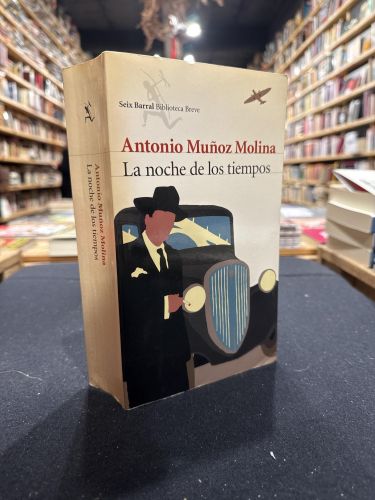 Seix Barral Biblioteca Breve
Antonio Muñoz Molina
La noche de los tiempos
Antonio Muñoz Molina
La noche de los tiempos